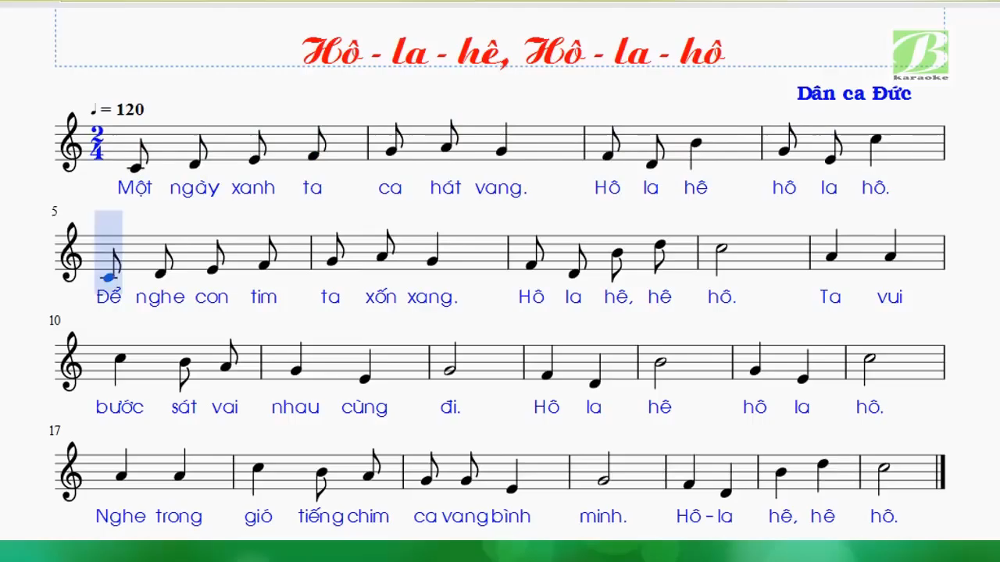 Hô - la - hê, Hô - la - hô
B
karaoke
Dân ca Đức
♩ = 120
2
4
Một ngày xanh ta ca hát vang. Hô la hê hô la hô.
5
Để nghe con tim ta xốn xang. Hô la hê, hê hô. Ta vui
10
bước sát vai nhau cùng đi. Hô la hê hô la hô.
17
Nghe trong gió tiếng chim ca vang bình minh. Hô - la hê, hê hô.